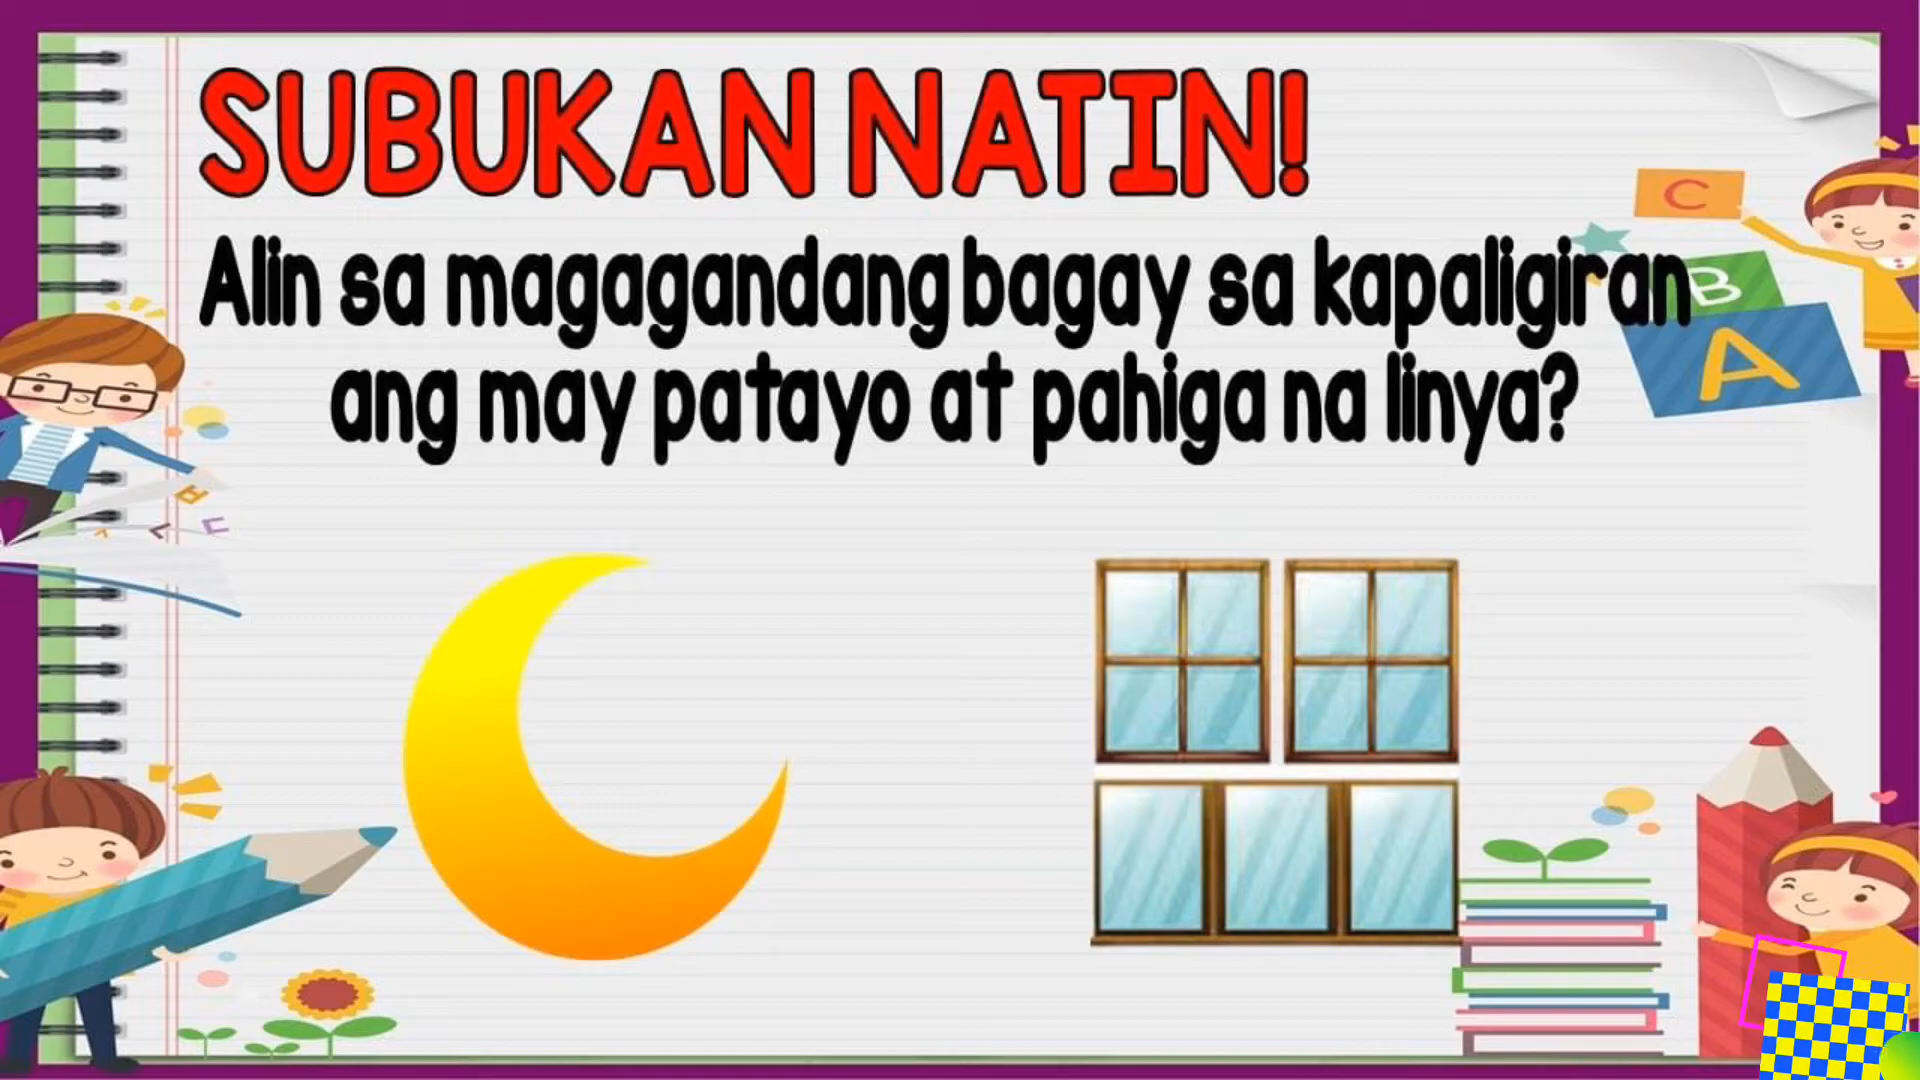 SUBUKAN NATIN!
Alin sa magagandang bagay sa kapaligiran
ang may patayo at pahiga na linya?
C
B
A